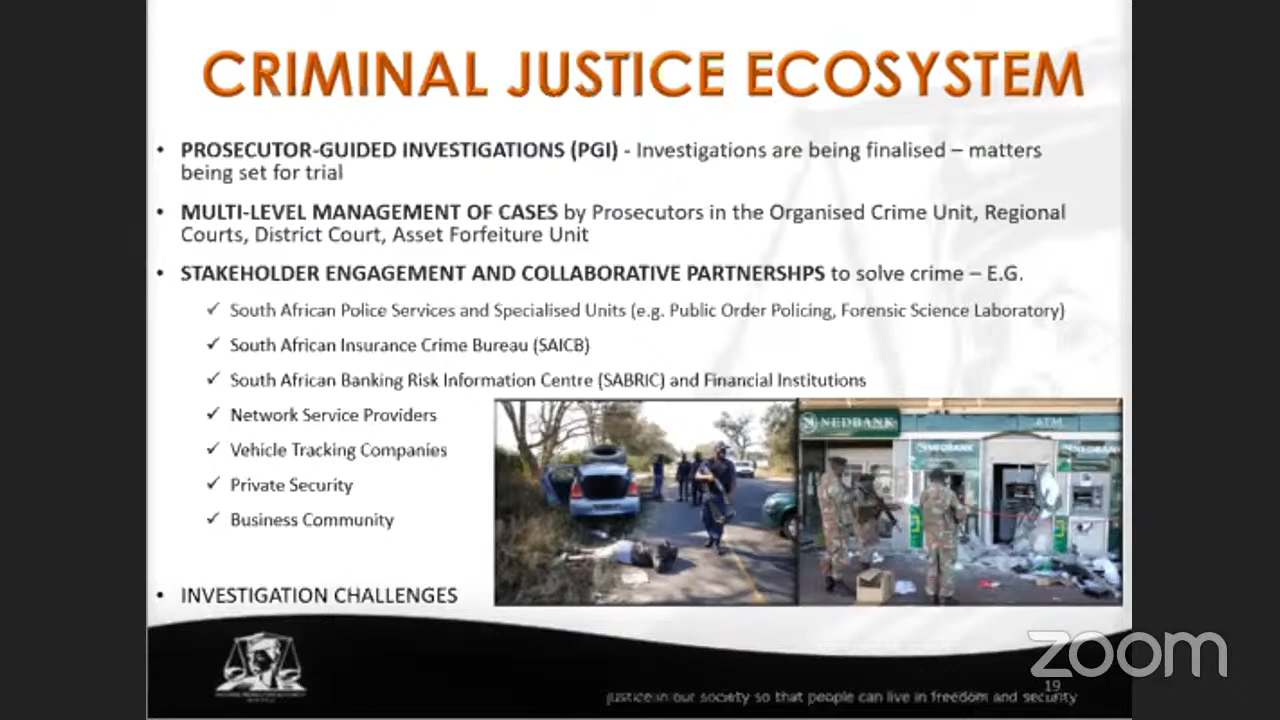 CRIMINAL JUSTICE ECOSYSTEM
• PROSECUTOR-GUIDED INVESTIGATIONS (PGI) - Investigations are being finalised – matters
being set for trial
• MULTI-LEVEL MANAGEMENT OF CASES by Prosecutors in the Organised Crime Unit, Regional
Courts, District Court, Asset Forfeiture Unit
• STAKEHOLDER ENGAGEMENT AND COLLABORATIVE PARTNERSHPS to solve crime – E.G.
✓ South African Police Services and Specialised Units (e.g. Public Order Policing, Forensic Science Laboratory)
✓ South African Insurance Crime Bureau (SAICB)
✓ South African Banking Risk Information Centre (SABRIC) and Financial Institutions
✓ Network Service Providers
✓ Vehicle Tracking Companies
✓ Private Security
✓ Business Community
NEDBANK
ATM
NEDBANK
NEDBANK
• INVESTIGATION CHALLENGES
zoom
19
justice in our society so that people can live in freedom and security